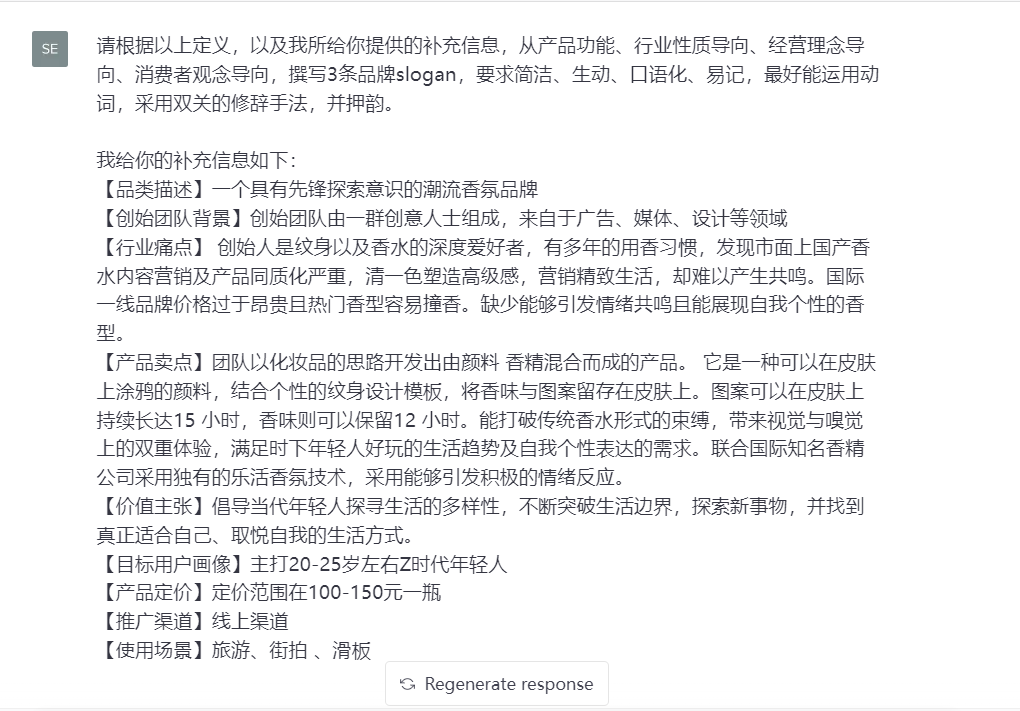 SE
请根据以上定义，以及我所给你提供的补充信息，从产品功能、行业性质导向、经营理念导
向、消费者观念导向，撰写3条品牌slogan，要求简洁、生动、口语化、易记，最好能运用动
词，采用双关的修辞手法，并押韵。
我给你的补充信息如下：
【品类描述】一个具有先锋探索意识的潮流香氛品牌
【创始团队背景】创始团队由一群创意人士组成，来自于广告、媒体、设计等领域
【行业痛点】 创始人是纹身以及香水的深度爱好者，有多年的用香习惯，发现市面上国产香
水内容营销及产品同质化严重，清一色塑造高级感，营销精致生活，却难以产生共鸣。国际
一线品牌价格过于昂贵且热门香型容易撞香。缺少能够引发情绪共鸣且能展现自我个性的香
型。
【产品卖点】团队以化妆品的思路开发出由颜料 香精混合而成的产品。 它是一种可以在皮肤
上涂鸦的颜料，结合个性的纹身设计模板，将香味与图案留存在皮肤上。图案可以在皮肤上
持续长达15 小时，香味则可以保留12 小时。能打破传统香水形式的束缚，带来视觉与嗅觉
上的双重体验，满足时下年轻人好玩的生活趋势及自我个性表达的需求。联合国际知名香精
公司采用独有的乐活香氛技术，采用能够引发积极的情绪反应。
【价值主张】倡导当代年轻人探寻生活的多样性，不断突破生活边界，探索新事物，并找到
真正适合自己、取悦自我的生活方式。
【目标用户画像】主打20-25岁左右Z时代年轻人
【产品定价】定价范围在100-150元一瓶
【推广渠道】线上渠道
【使用场景】旅游、街拍 、滑板
Regenerate response